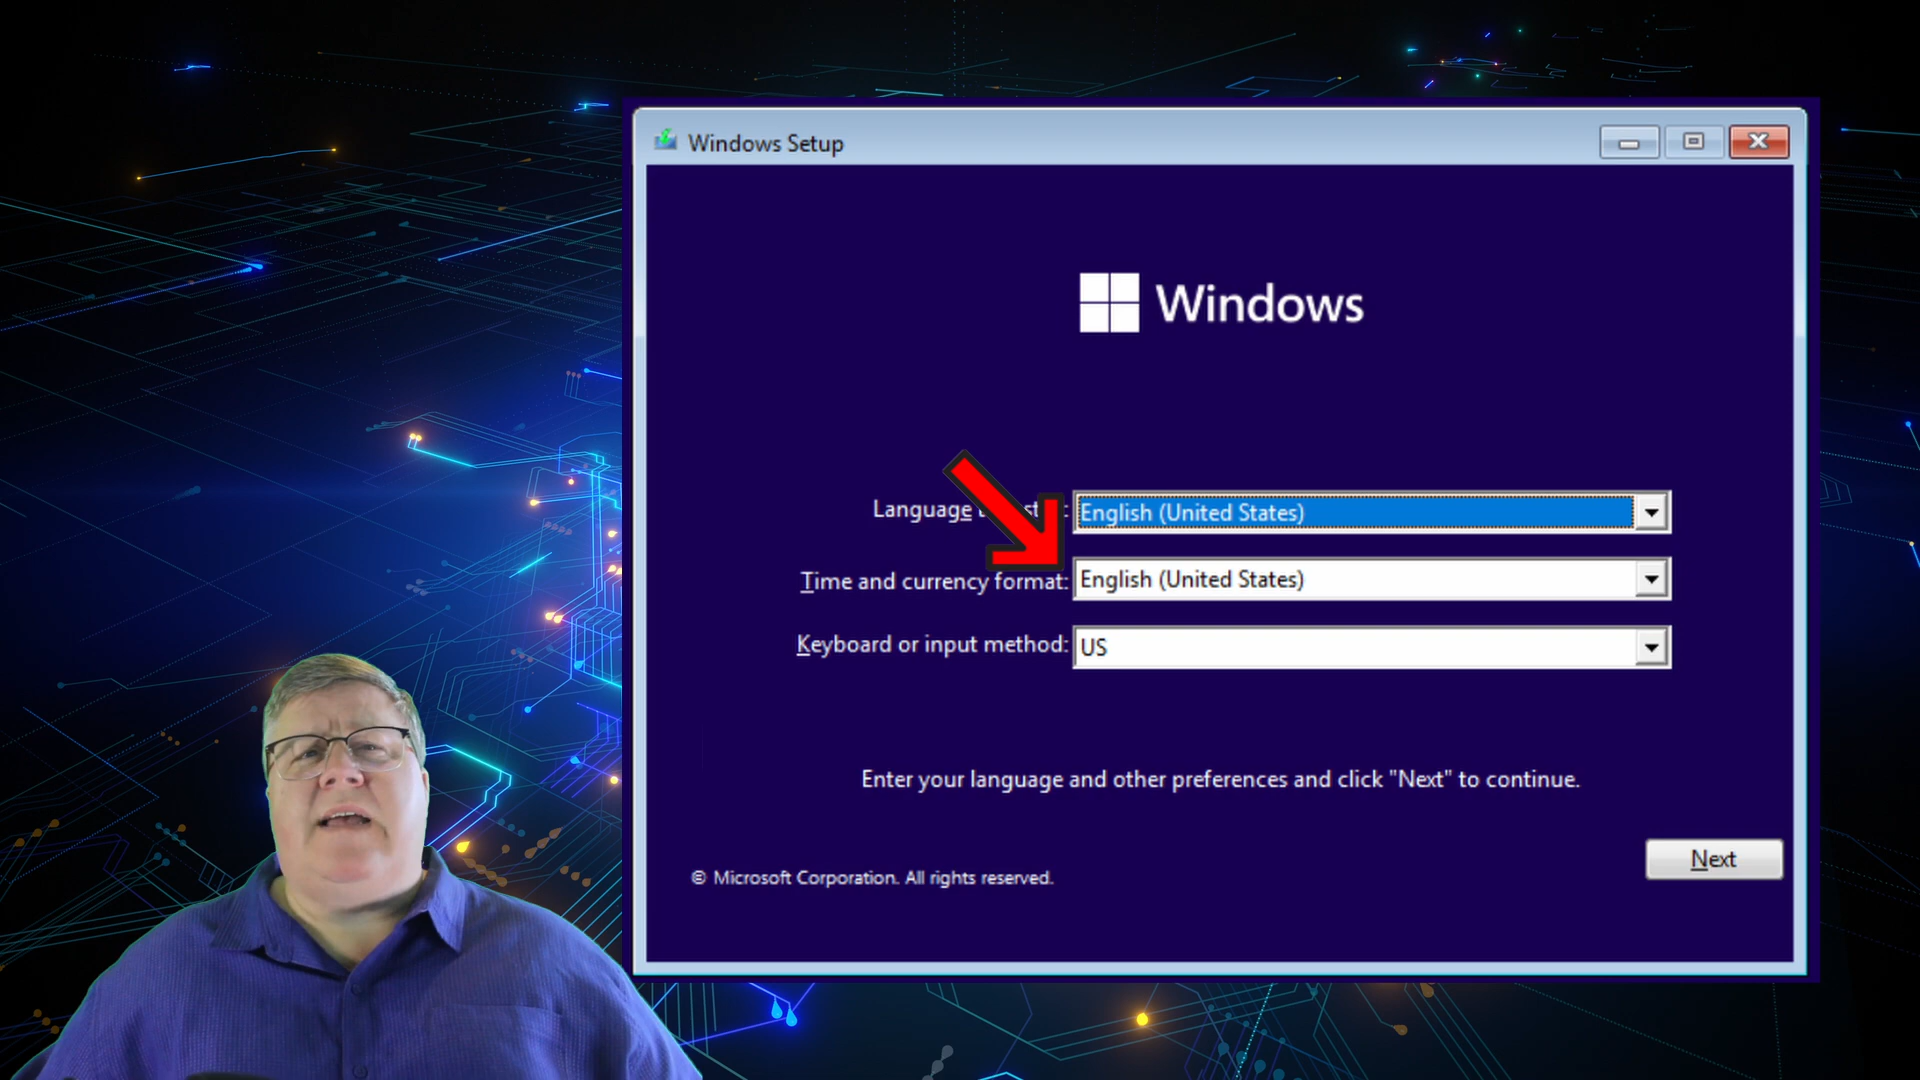 Windows Setup
Windows
Language
English (United States)
Time and currency format:
English (United States)
Keyboard or input method:
US
Enter your language and other preferences and click "Next" to continue.
Next
© Microsoft Corporation. All rights reserved.